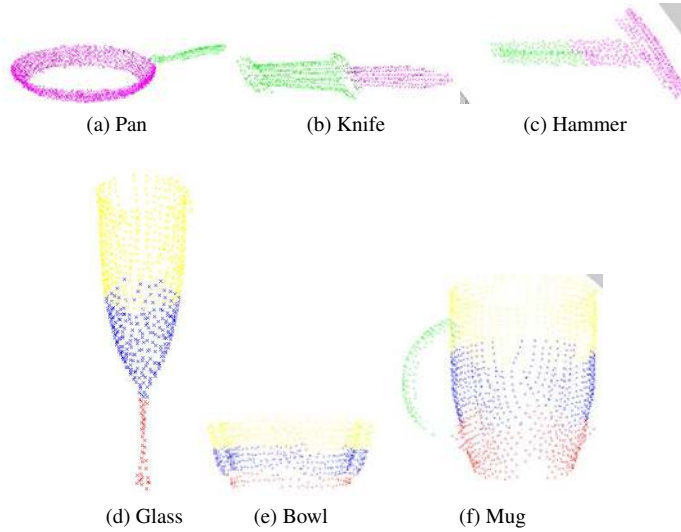 (a) Pan
(b) Knife
(c) Hammer
(d) Glass
(e) Bowl
(f) Mug